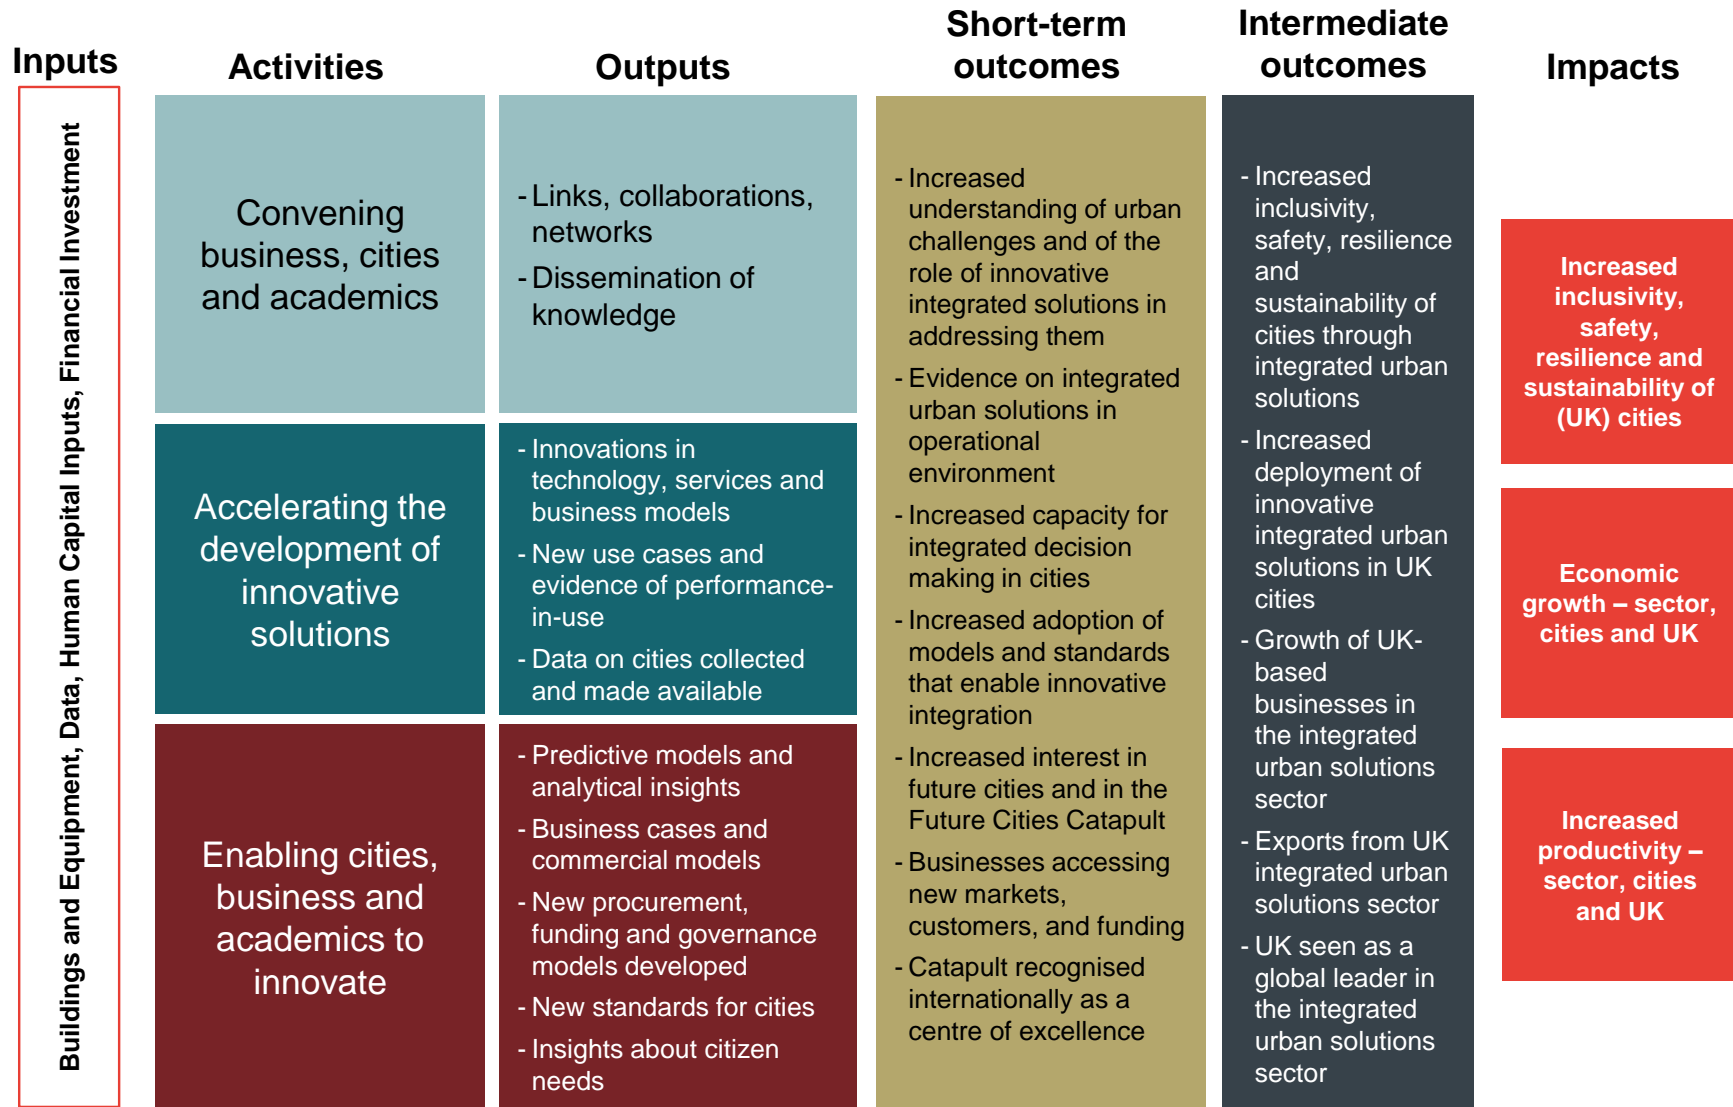 Inputs
Buildings and Equipment, Data, Human Capital Inputs, Financial Investment
Activities
Convening
business, cities
and academics
Accelerating the
development of
innovative
solutions
Enabling cities,
business and
academics to
innovate
Outputs
- Links, collaborations,
networks
- Dissemination of
knowledge
- Innovations in
technology, services and
business models
- New use cases and
evidence of performance-
in-use
- Data on cities collected
and made available
- Predictive models and
analytical insights
- Business cases and
commercial models
- New procurement,
funding and governance
models developed
- New standards for cities
- Insights about citizen
needs
Short-term
outcomes
- Increased
understanding of urban
challenges and of the
role of innovative
integrated solutions in
addressing them
- Evidence on integrated
urban solutions in
operational
environment
- Increased capacity for
integrated decision
making in cities
- Increased adoption of
models and standards
that enable innovative
integration
- Increased interest in
future cities and in the
Future Cities Catapult
- Businesses accessing
new markets,
customers, and funding
- Catapult recognised
internationally as a
centre of excellence
Intermediate
outcomes
- Increased
inclusivity,
safety, resilience
and
sustainability of
cities through
integrated urban
solutions
- Increased
deployment of
innovative
integrated urban
solutions in UK
cities
- Growth of UK-
based
businesses in
the integrated
urban solutions
sector
- Exports from UK
integrated urban
solutions sector
- UK seen as a
global leader in
the integrated
urban solutions
sector
Impacts
Increased
inclusivity,
safety,
resilience and
sustainability of
(UK) cities
Economic
growth – sector,
cities and UK
Increased
productivity –
sector, cities
and UK